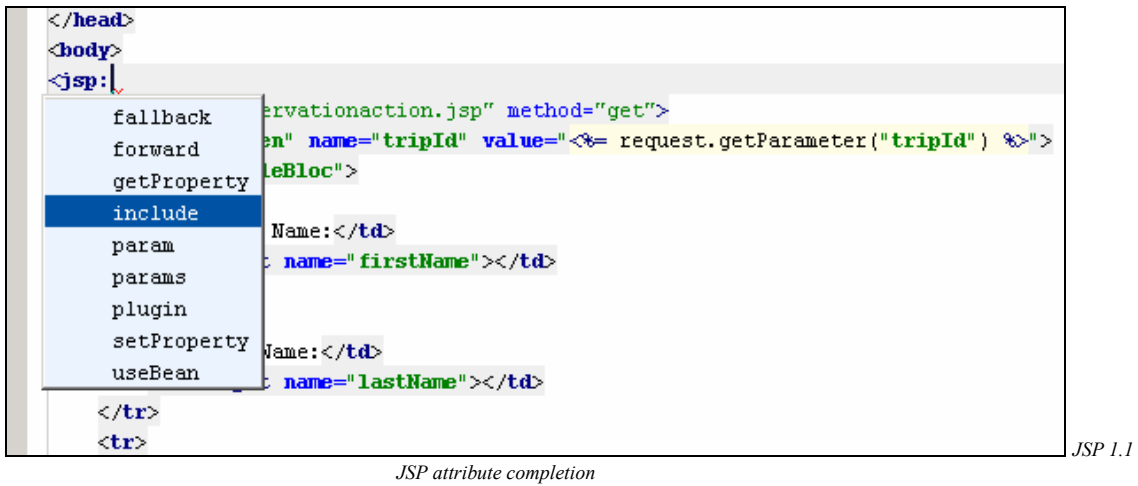 </head>
<body>
<jsp:
fallback
ervationaction.jsp" method="get">
forward
en" name="tripId" value="<%= request.getParameter("tripId") %>">
getProperty
leBloc">
include
Name:</td>
param
name="firstName"></td>
params
plugin
setProperty
Name:</td>
useBean
name="lastName"></td>
</tr>
<tr>
JSP 1.1
JSP attribute completion